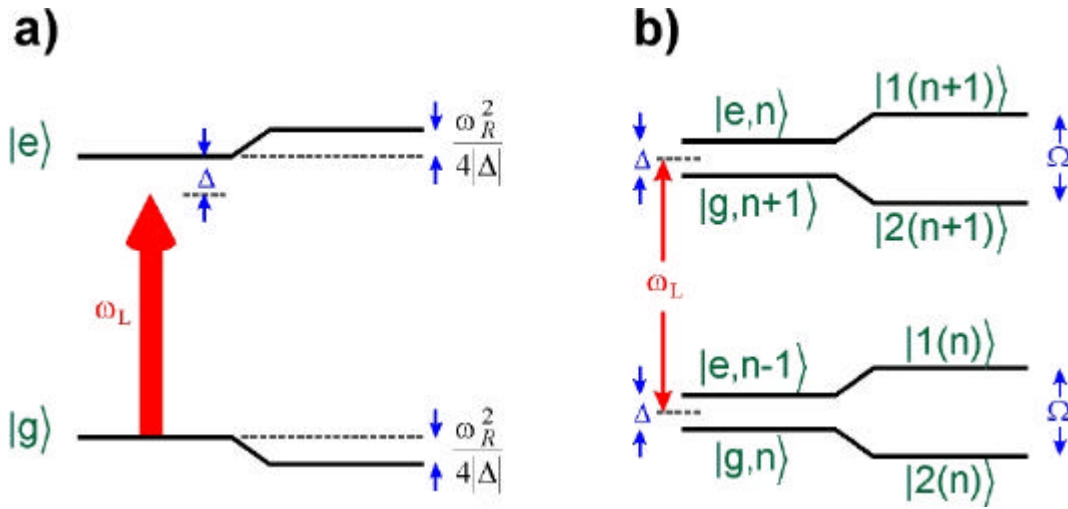 a)
|e⟩
Δ
ω_R^2
4|Δ|
ω_L
|g⟩
ω_R^2
4|Δ|
b)
|e,n⟩
|1(n+1)⟩
Δ
Ω
|g,n+1⟩
|2(n+1)⟩
ω_L
|e,n-1⟩
|1(n)⟩
Δ
Ω
|g,n⟩
|2(n)⟩